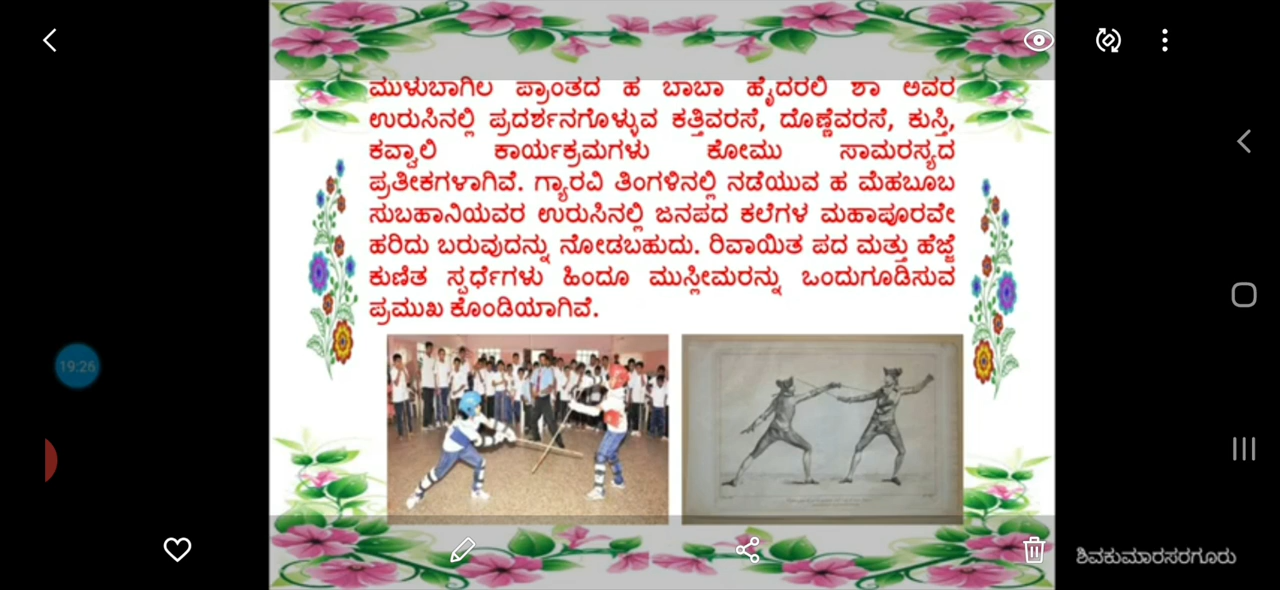 ಮುಳುಬಾಗಿಲ ಪ್ರಾಂತದ ಹ ಬಾಬಾ ಹೈದರಲಿ ಶಾ ಅವರ
ಉರುಸಿನಲ್ಲಿ ಪ್ರದರ್ಶನಗೊಳ್ಳುವ ಕತ್ತಿವರಸೆ, ದೊಣ್ಣೆವರಸೆ, ಕುಸ್ತಿ,
ಕವ್ವಾಲಿ ಕಾರ್ಯಕ್ರಮಗಳು ಕೋಮು ಸಾಮರಸ್ಯದ
ಪ್ರತೀಕಗಳಾಗಿವೆ. ಗ್ಯಾರವಿ ತಿಂಗಳಿನಲ್ಲಿ ನಡೆಯುವ ಹ ಮೆಹಬೂಬ
ಸುಬಹಾನಿಯವರ ಉರುಸಿನಲ್ಲಿ ಜನಪದ ಕಲೆಗಳ ಮಹಾಪೂರವೇ
ಹರಿದು ಬರುವುದನ್ನು ನೋಡಬಹುದು. ರಿವಾಯಿತ ಪದ ಮತ್ತು ಹೆಜ್ಜೆ
ಕುಣಿತ ಸ್ಪರ್ಧೆಗಳು ಹಿಂದೂ ಮುಸ್ಲೀಮರನ್ನು ಒಂದುಗೂಡಿಸುವ
ಪ್ರಮುಖ ಕೊಂಡಿಯಾಗಿವೆ.
19:26
ಶಿವಕುಮಾರಸರಗೂರು